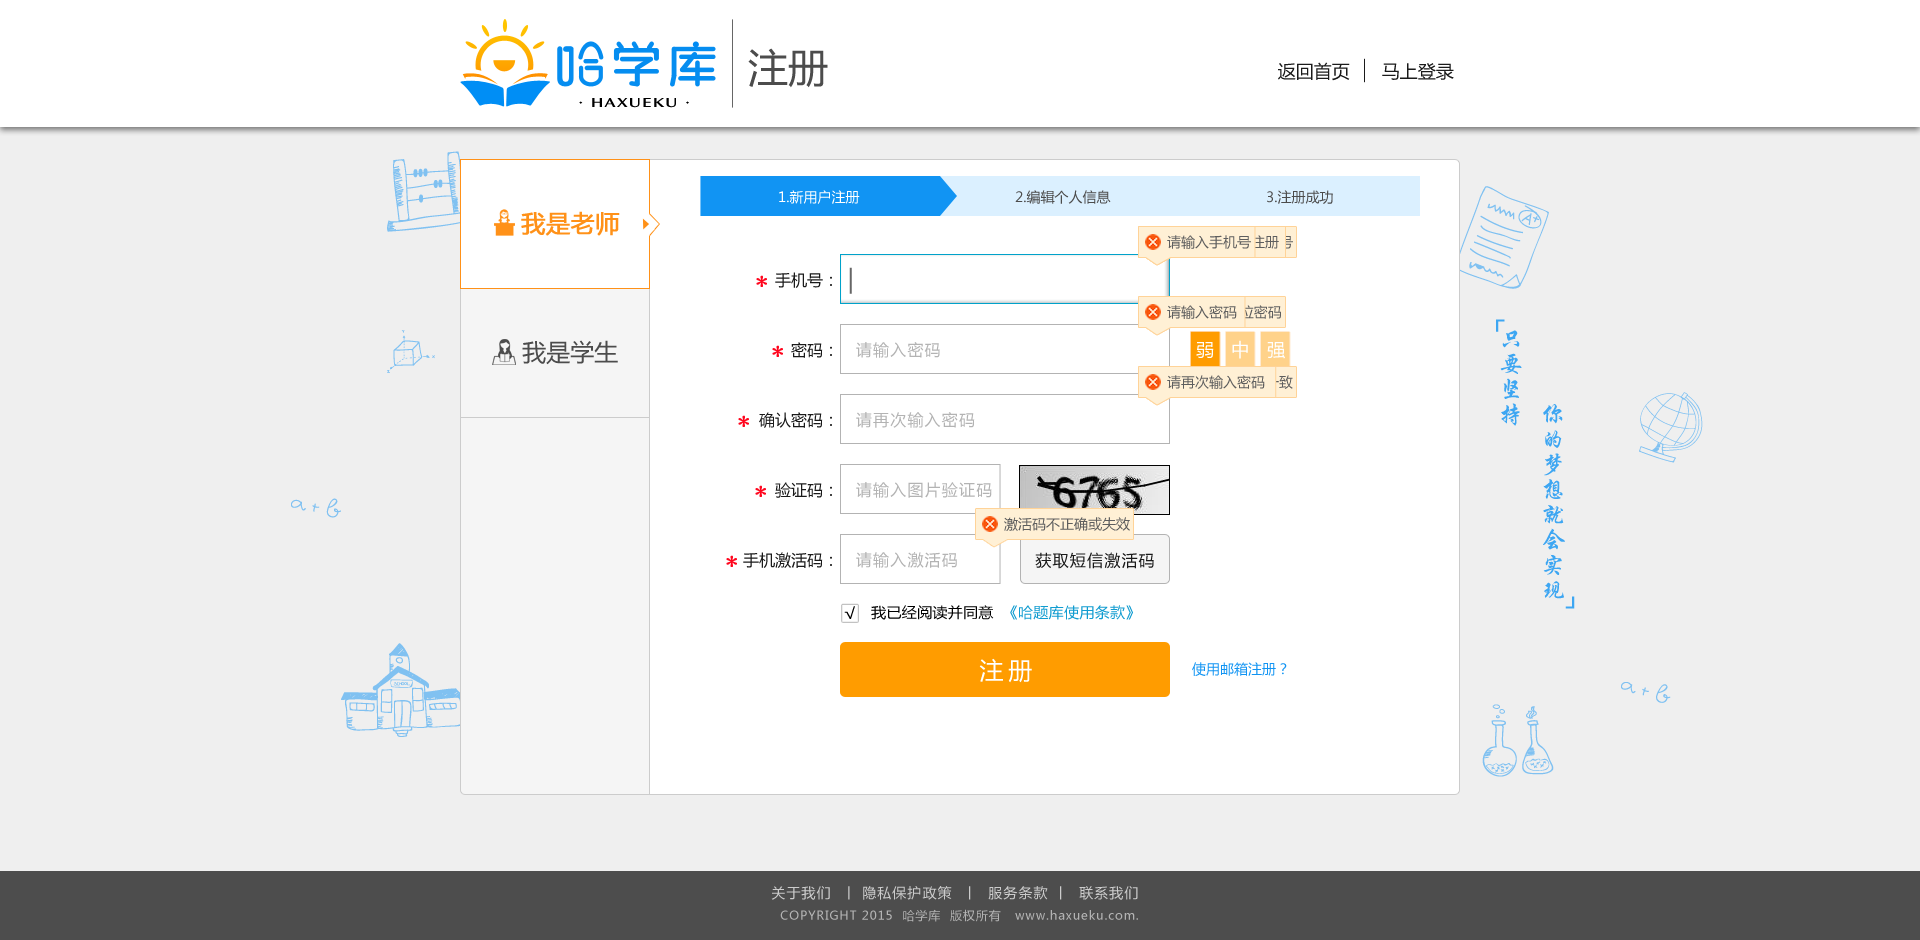 哈学库
· HAXUEKU ·
注册
返回首页
马上登录
我是老师
我是学生
1.新用户注册
2.编辑个人信息
3.注册成功
请输入手机号
注册
号
* 手机号：
请输入密码
位密码
* 密码：
请输入密码
弱
中
强
请再次输入密码
一致
* 确认密码：
请再次输入密码
* 验证码：
请输入图片验证码
6765
激活码不正确或失效
* 手机激活码：
请输入激活码
获取短信激活码
√ 我已经阅读并同意 《哈题库使用条款》
注册
使用邮箱注册？
A+
「只要坚持
你的梦想就会实现」
a+b
a+b
关于我们 | 隐私保护政策 | 服务条款 | 联系我们
COPYRIGHT 2015 哈学库 版权所有 www.haxueku.com.